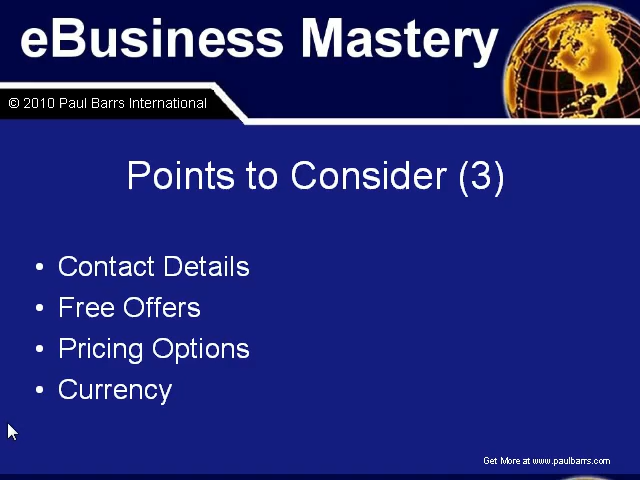 eBusiness Mastery
© 2010 Paul Barrs International
Points to Consider (3)
• Contact Details
• Free Offers
• Pricing Options
• Currency
Get More at www.paulbarrs.com